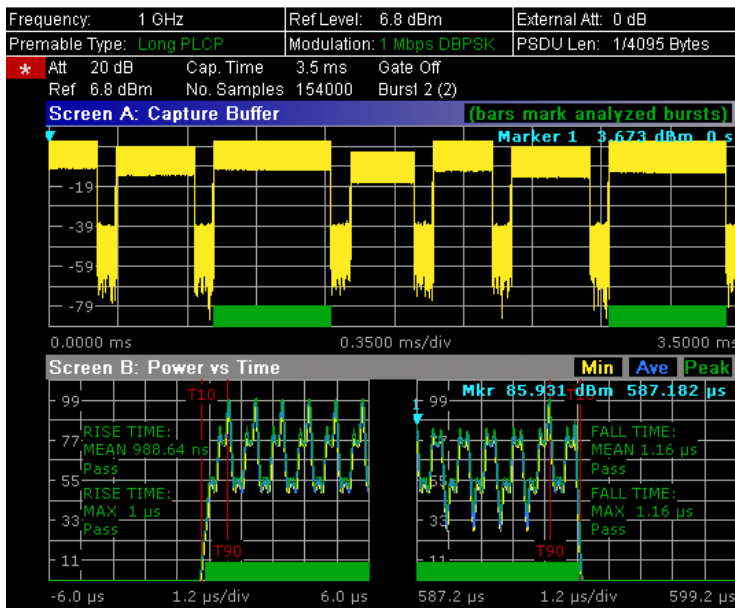 Frequency: 1 GHz Ref Level: 6.8 dBm External Att: 0 dB
Premable Type: Long PLCP Modulation: 1 Mbps DBPSK PSDU Len: 1/4095 Bytes
* Att 20 dB Cap. Time 3.5 ms Gate Off
Ref 6.8 dBm No. Samples 154000 Burst 2 (2)
Screen A: Capture Buffer (bars mark analyzed bursts)
Marker 1 3.673 dBm 0 s
-19
-39
-59
-79
0.0000 ms 0.3500 ms/div 3.5000 ms
Screen B: Power vs Time Min Ave Peak
Mkr 85.931 dBm 587.182 µs
99 T10 99
1
77 RISE TIME: 77 FALL TIME:
MEAN 988.64 ns MEAN 1.16 µs
Pass Pass
55 RISE TIME: 55 FALL TIME:
MAX 1 µs MAX 1.16 µs
33 Pass 33 Pass
T90 T90
11 11
-6.0 µs 1.2 µs/div 6.0 µs 587.2 µs 1.2 µs/div 599.2 µs